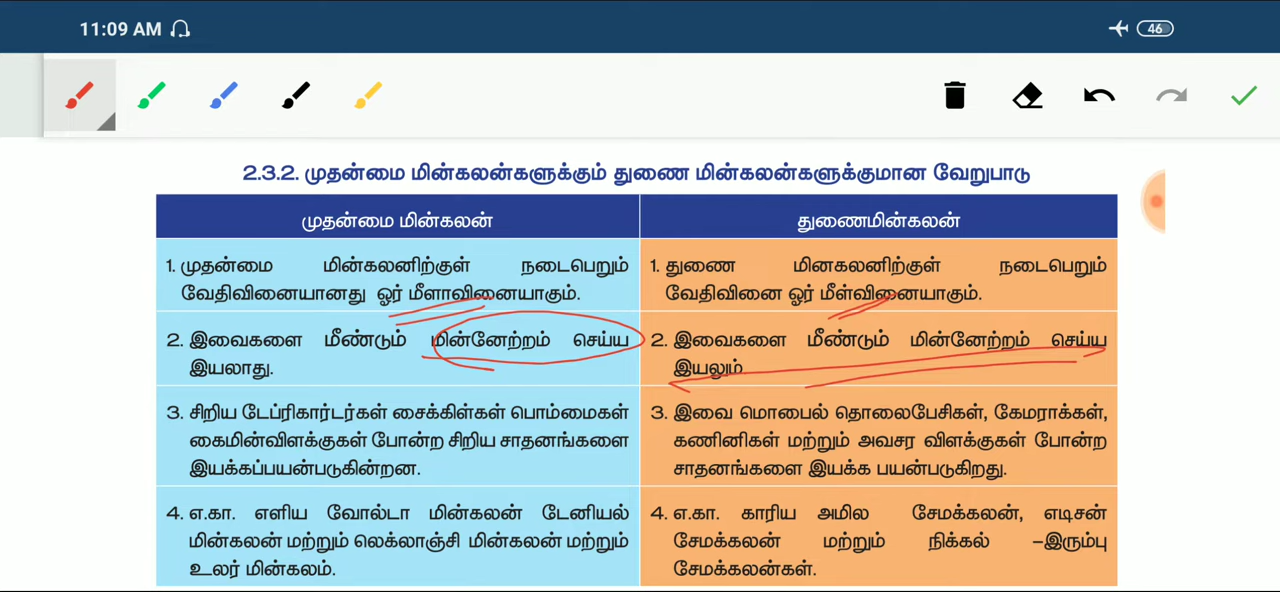 11:09 AM
46
2.3.2. முதன்மை மின்கலன்களுக்கும் துணை மின்கலன்களுக்குமான வேறுபாடு
முதன்மை மின்கலன்
துணைமின்கலன்
1. முதன்மை மின்கலனிற்குள் நடைபெறும்
வேதிவினையானது ஓர் மீளாவினையாகும்.
1. துணை மினகலனிற்குள் நடைபெறும்
வேதிவினை ஓர் மீள்வினையாகும்.
2. இவைகளை மீண்டும் மின்னேற்றம் செய்ய
இயலாது.
2. இவைகளை மீண்டும் மின்னேற்றம் செய்ய
இயலும்
3. சிறிய டேப்ரிகார்டர்கள் சைக்கிள்கள் பொம்மைகள்
கைமின்விளக்குகள் போன்ற சிறிய சாதனங்களை
இயக்கப்பயன்படுகின்றன.
3. இவை மொபைல் தொலைபேசிகள், கேமராக்கள்,
கணினிகள் மற்றும் அவசர விளக்குகள் போன்ற
சாதனங்களை இயக்க பயன்படுகிறது.
4. எ.கா. எளிய வோல்டா மின்கலன் டேனியல்
மின்கலன் மற்றும் லெக்லாஞ்சி மின்கலன் மற்றும்
உலர் மின்கலம்.
4. எ.கா. காரிய அமில சேமக்கலன், எடிசன்
சேமக்கலன் மற்றும் நிக்கல் –இரும்பு
சேமக்கலன்கள்.